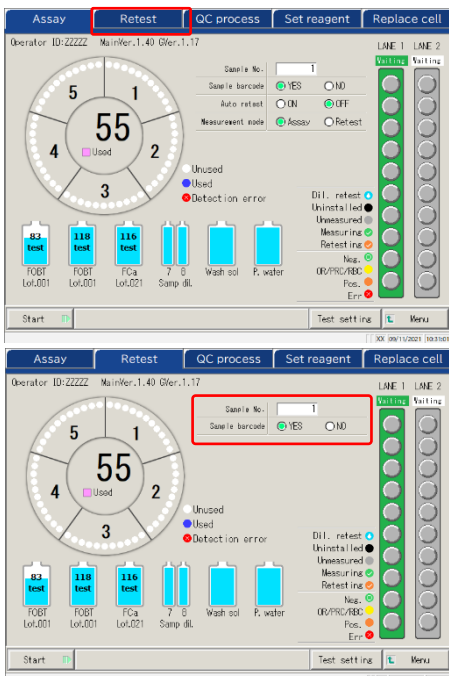 Assay Retest QC process Set reagent Replace cell
Operator ID:ZZZZZ MainVer.1.40 GVer.1.17
LANE 1 LANE 2
Waiting Waiting
Sample No. 1
Sample barcode YES NO
Auto retest ON OFF
Measurement mode Assay Retest
5 1
55
Used
4 2
3
Unused
Used
Detection error
Dil. retest
Uninstalled
Unmeasured
Measuring
Retesting
Neg.
OR/PRC/RBC
Pos.
Err
83 118 116
test test test
FOBT FOBT FCa 7 8 Wash sol P. water
Lot.001 Lot.001 Lot.021 Samp dil.
Start Test setting Menu
XX 09/11/2021 10:31:01
Assay Retest QC process Set reagent Replace cell
Operator ID:ZZZZZ MainVer.1.40 GVer.1.17
LANE 1 LANE 2
Waiting Waiting
Sample No. 1
Sample barcode YES NO
5 1
55
Used
4 2
3
Unused
Used
Detection error
Dil. retest
Uninstalled
Unmeasured
Measuring
Retesting
Neg.
OR/PRC/RBC
Pos.
Err
83 118 116
test test test
FOBT FOBT FCa 7 8 Wash sol P. water
Lot.001 Lot.001 Lot.021 Samp dil.
Start Test setting Menu